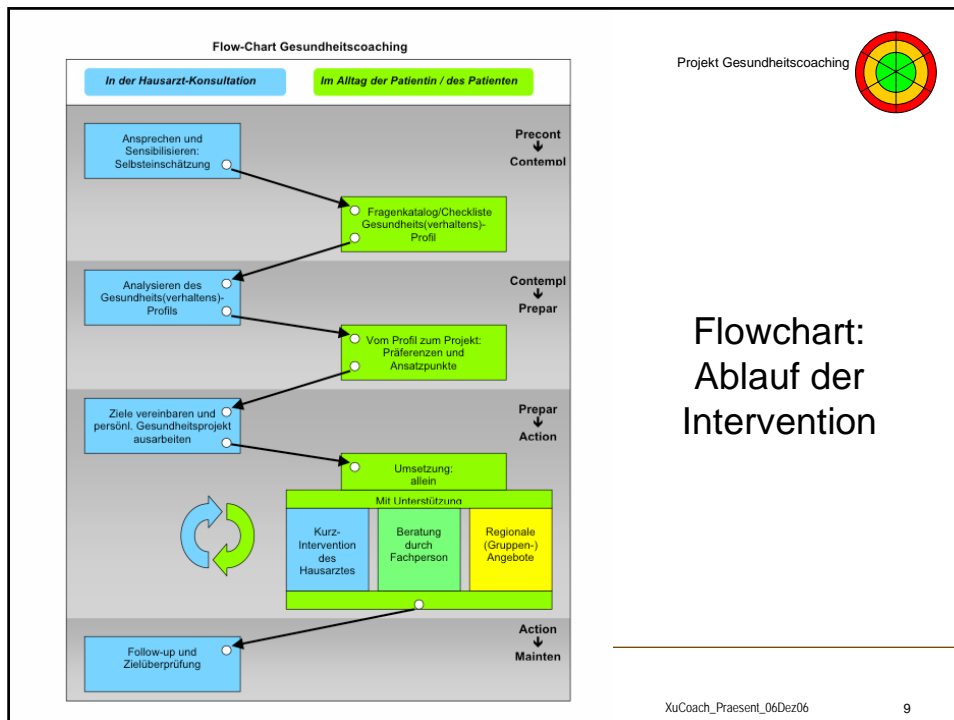 Flow-Chart Gesundheitscoaching
In der Hausarzt-Konsultation
Im Alltag der Patientin / des Patienten
Projekt Gesundheitscoaching
Ansprechen und
Sensibilisieren:
Selbsteinschätzung
Precont
Contempl
Fragenkatalog/Checkliste
Gesundheits(verhaltens)-
Profil
Analysieren des
Gesundheits(verhaltens)-
Profils
Contempl
Prepar
Vom Profil zum Projekt:
Präferenzen und
Ansatzpunkte
Flowchart:
Ablauf der
Intervention
Ziele vereinbaren und
persönl. Gesundheitsprojekt
ausarbeiten
Prepar
Action
Umsetzung:
allein
Mit Unterstützung
Kurz-
Intervention
des
Hausarztes
Beratung
durch
Fachperson
Regionale
(Gruppen-)
Angebote
Follow-up und
Zielüberprüfung
Action
Mainten
XuCoach_Praesent_06Dez06
9